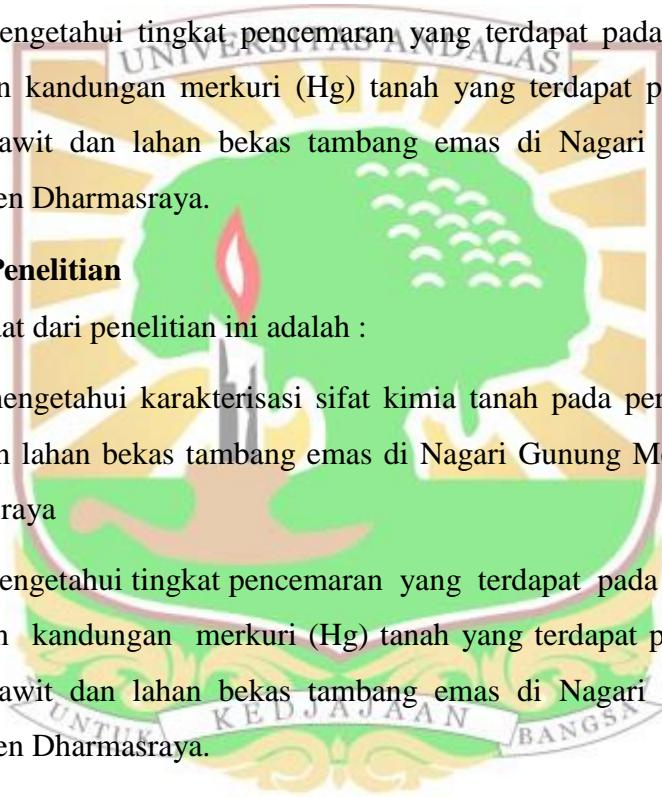 engetahui tingkat pencemaran yang terdapat pada
UNIVERSITAS ANDALAS
n kandungan merkuri (Hg) tanah yang terdapat p
awit dan lahan bekas tambang emas di Nagari
en Dharmasraya.
Penelitian
at dari penelitian ini adalah :
engetahui karakterisasi sifat kimia tanah pada per
n lahan bekas tambang emas di Nagari Gunung M
raya
engetahui tingkat pencemaran yang terdapat pada
n kandungan merkuri (Hg) tanah yang terdapat p
awit dan lahan bekas tambang emas di Nagari
UNTUK KEDJAJAAN BANGSA
en Dharmasraya.